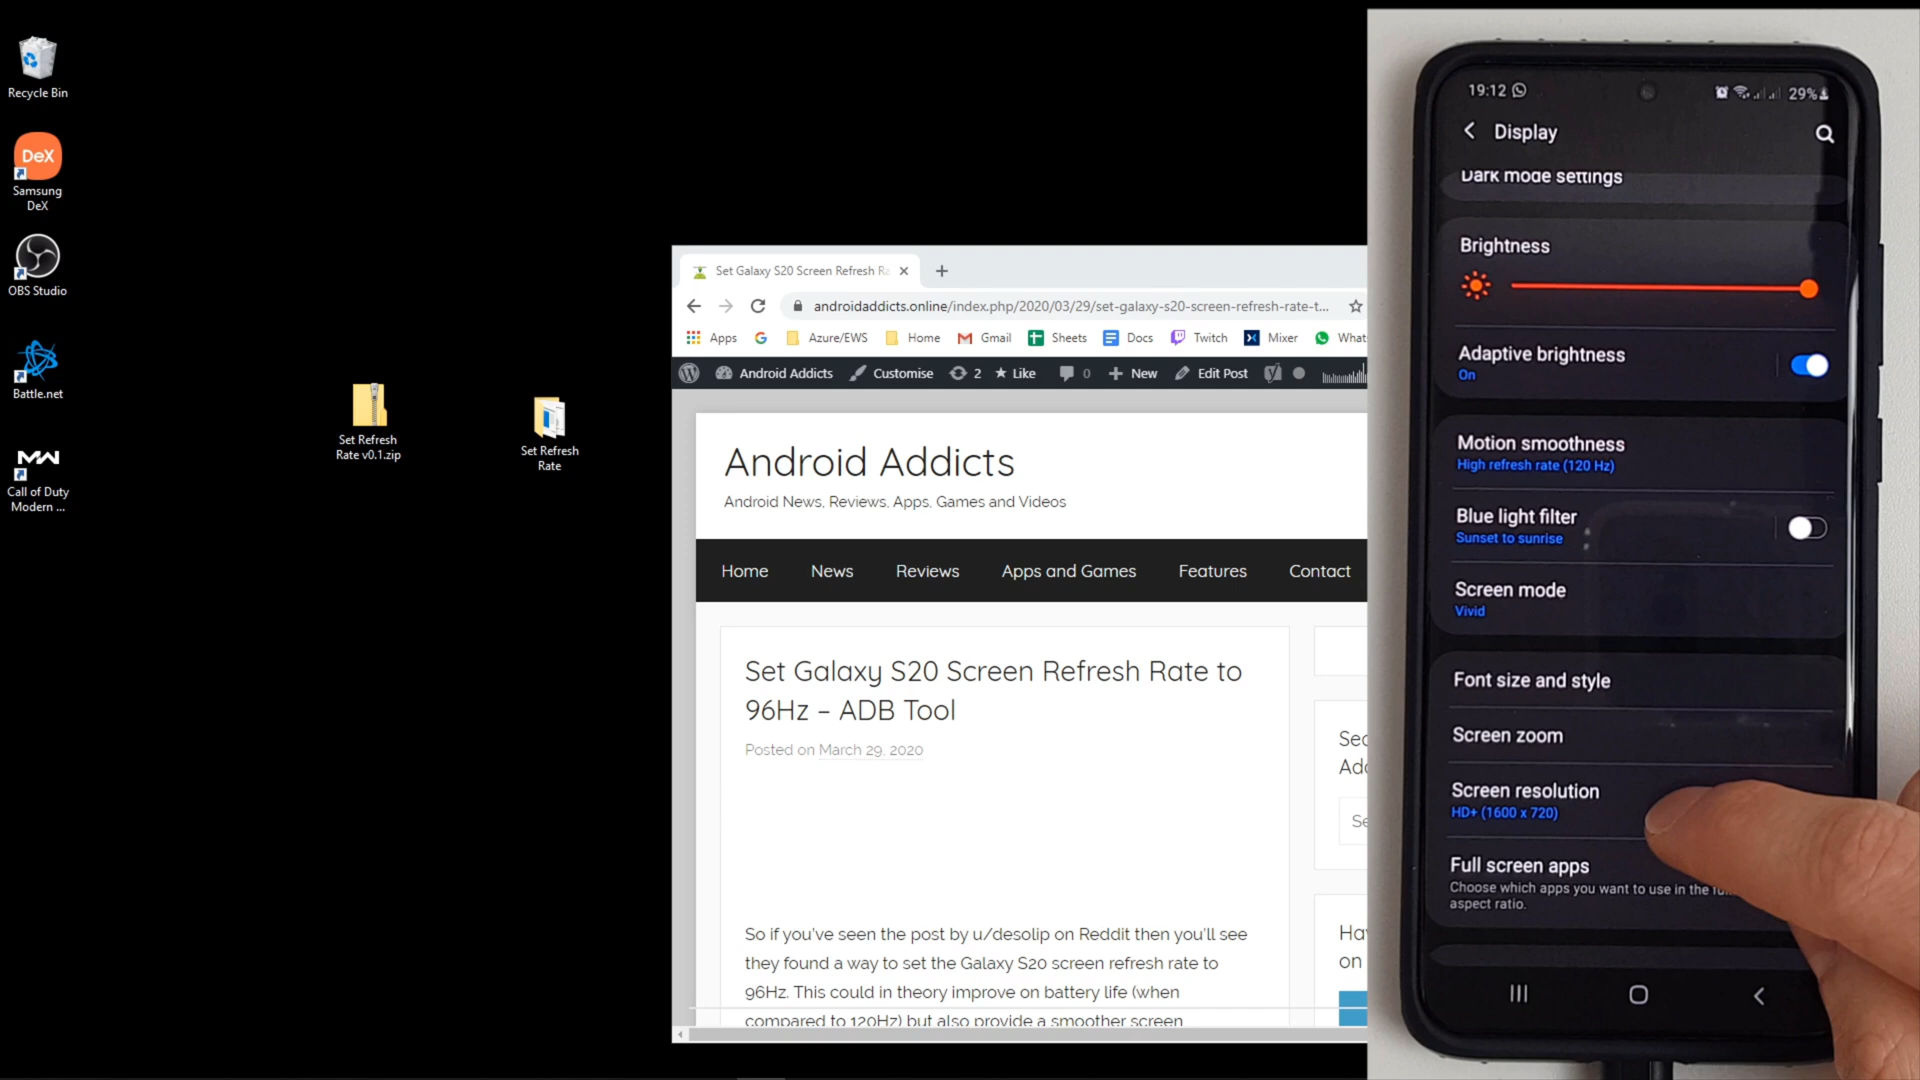 Recycle Bin
DeX
Samsung
DeX
OBS Studio
Battle.net
Call of Duty
Modern ...
Set Refresh
Rate v0.1.zip
Set Refresh
Rate
Set Galaxy S20 Screen Refresh Ra
androidaddicts.online/index.php/2020/03/29/set-galaxy-s20-screen-refresh-rate-t...
Apps
Azure/EWS
Home
Gmail
Sheets
Docs
Twitch
Mixer
What
Android Addicts
Customise
2
Like
0
New
Edit Post
Android Addicts
Android News, Reviews, Apps, Games and Videos
Home
News
Reviews
Apps and Games
Features
Contact
Set Galaxy S20 Screen Refresh Rate to
96Hz – ADB Tool
Posted on March 29, 2020
So if you've seen the post by u/desolip on Reddit then you'll see
they found a way to set the Galaxy S20 screen refresh rate to
96Hz. This could in theory improve on battery life (when
compared to 120Hz) but also provide a smoother screen
19:12
29%
Display
Dark mode settings
Brightness
Adaptive brightness
On
Motion smoothness
High refresh rate (120 Hz)
Blue light filter
Sunset to sunrise
Screen mode
Vivid
Font size and style
Screen zoom
Screen resolution
HD+ (1600 x 720)
Full screen apps
Choose which apps you want to use in the
aspect ratio.